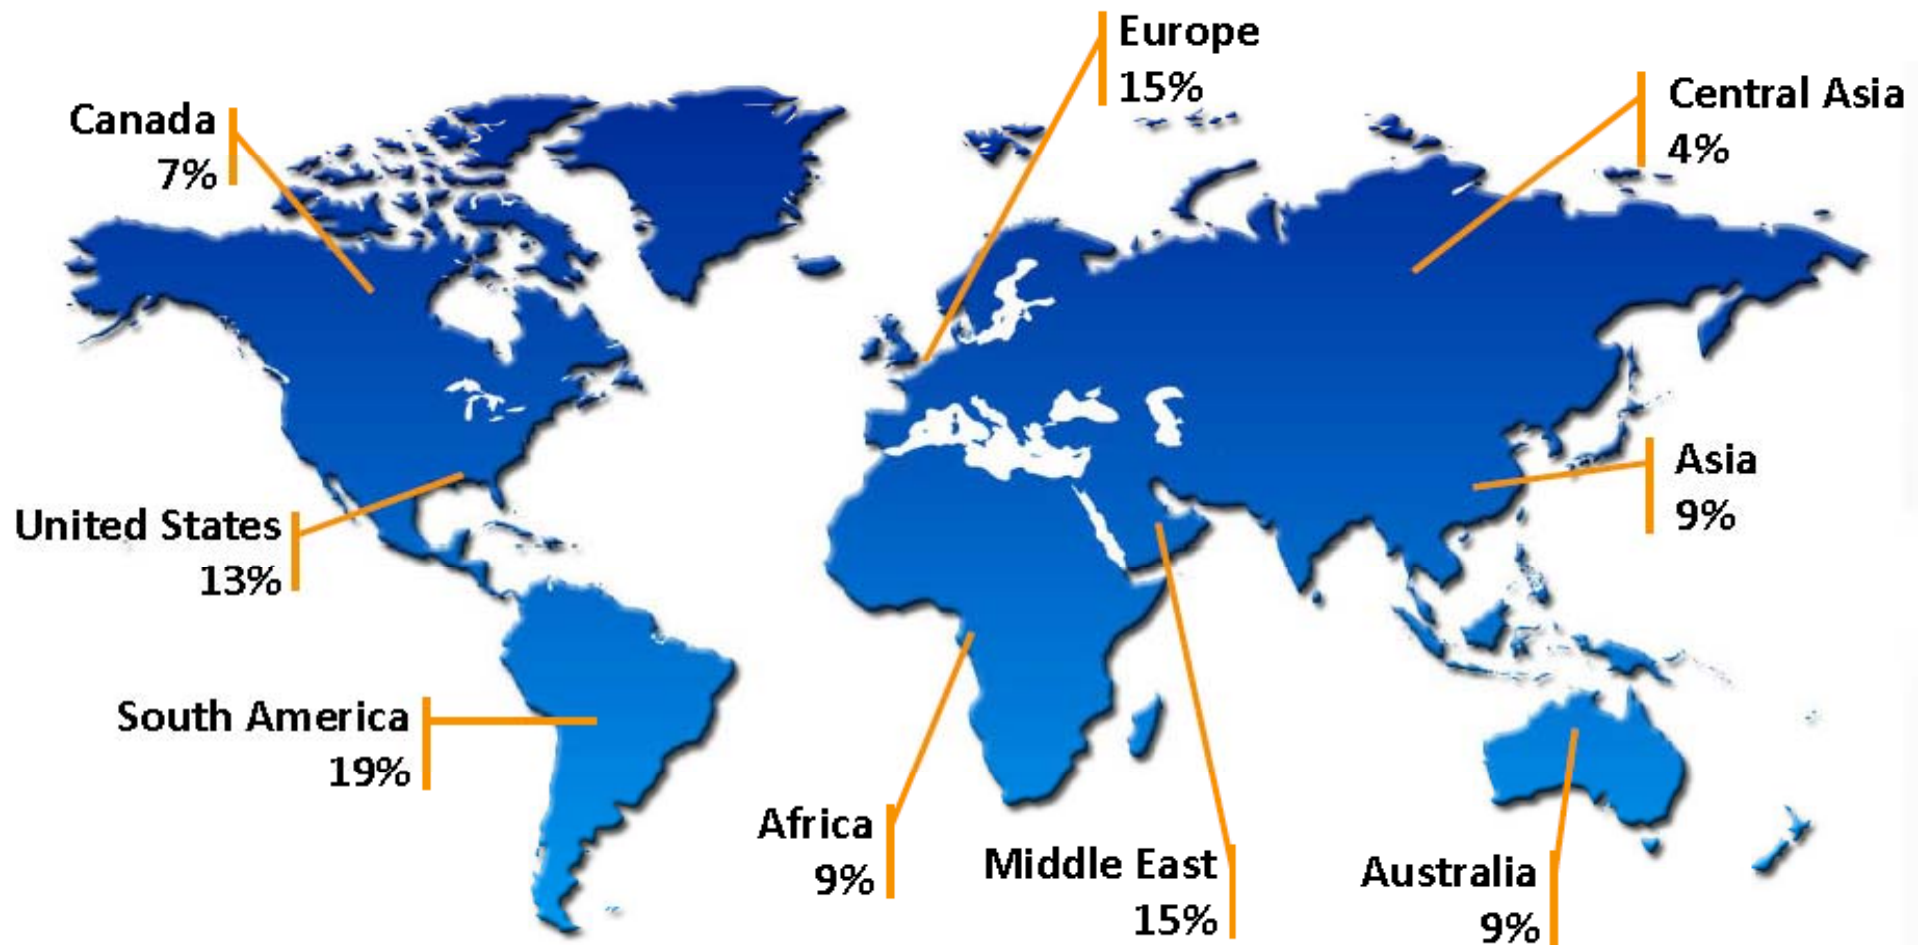 Europe
15%
Central Asia
4%
Canada
7%
Asia
9%
United States
13%
South America
19%
Africa
9%
Middle East
15%
Australia
9%